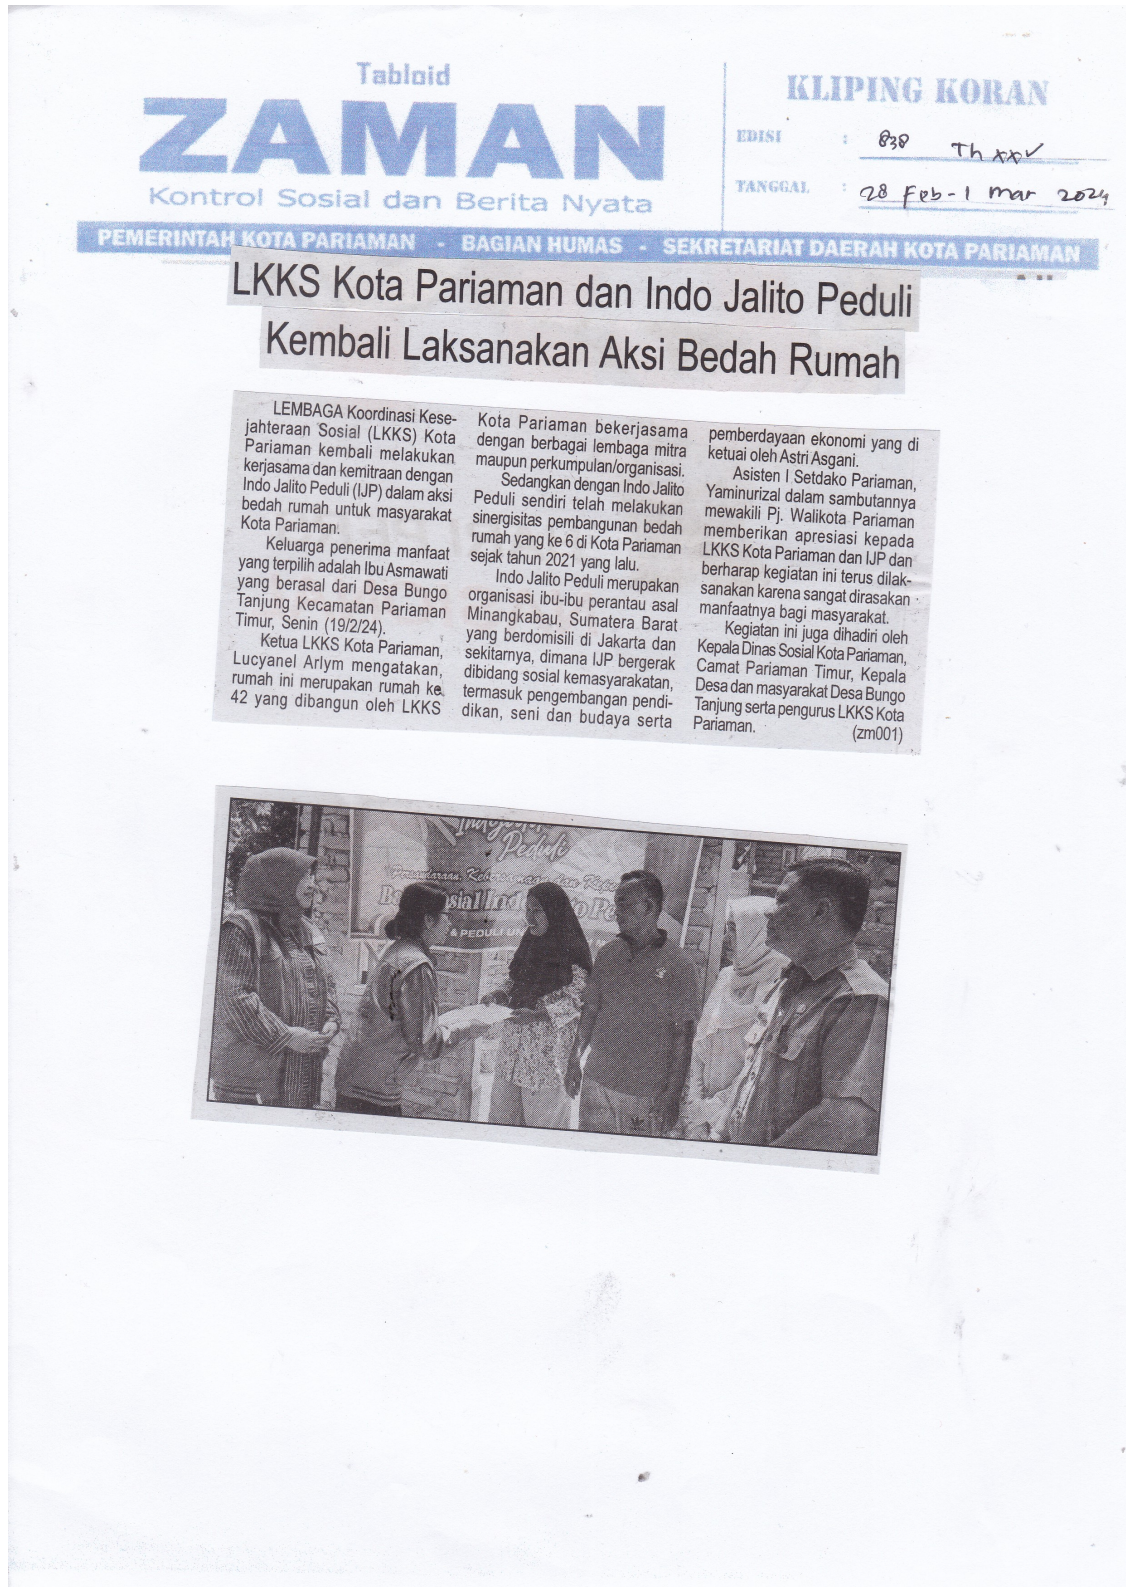 Tabloid
ZAMAN
Kontrol Sosial dan Berita Nyata
KLIPING KORAN
EDISI : 838 Th XXV
TANGGAL : 28 Feb - 1 Mar 2024
PEMERINTAH KOTA PARIAMAN - BAGIAN HUMAS - SEKRETARIAT DAERAH KOTA PARIAMAN
LKKS Kota Pariaman dan Indo Jalito Peduli
Kembali Laksanakan Aksi Bedah Rumah
LEMBAGA Koordinasi Kese-
jahteraan Sosial (LKKS) Kota
Pariaman kembali melakukan
kerjasama dan kemitraan dengan
Indo Jalito Peduli (IJP) dalam aksi
bedah rumah untuk masyarakat
Kota Pariaman.
Keluarga penerima manfaat
yang terpilih adalah Ibu Asmawati
yang berasal dari Desa Bungo
Tanjung Kecamatan Pariaman
Timur, Senin (19/2/24).
Ketua LKKS Kota Pariaman,
Lucyanel Arlym mengatakan,
rumah ini merupakan rumah ke
42 yang dibangun oleh LKKS
Kota Pariaman bekerjasama
dengan berbagai lembaga mitra
maupun perkumpulan/organisasi.
Sedangkan dengan Indo Jalito
Peduli sendiri telah melakukan
sinergisitas pembangunan bedah
rumah yang ke 6 di Kota Pariaman
sejak tahun 2021 yang lalu.
Indo Jalito Peduli merupakan
organisasi ibu-ibu perantau asal
Minangkabau, Sumatera Barat
yang berdomisili di Jakarta dan
sekitarnya, dimana IJP bergerak
dibidang sosial kemasyarakatan,
termasuk pengembangan pendi-
dikan, seni dan budaya serta
pemberdayaan ekonomi yang di
ketuai oleh Astri Asgani.
Asisten I Setdako Pariaman,
Yaminurizal dalam sambutannya
mewakili Pj. Walikota Pariaman
memberikan apresiasi kepada
LKKS Kota Pariaman dan IJP dan
berharap kegiatan ini terus dilak-
sanakan karena sangat dirasakan
manfaatnya bagi masyarakat.
Kegiatan ini juga dihadiri oleh
Kepala Dinas Sosial Kota Pariaman,
Camat Pariaman Timur, Kepala
Desa dan masyarakat Desa Bungo
Tanjung serta pengurus LKKS Kota
Pariaman. (zm001)
Peduli
& PEDULI